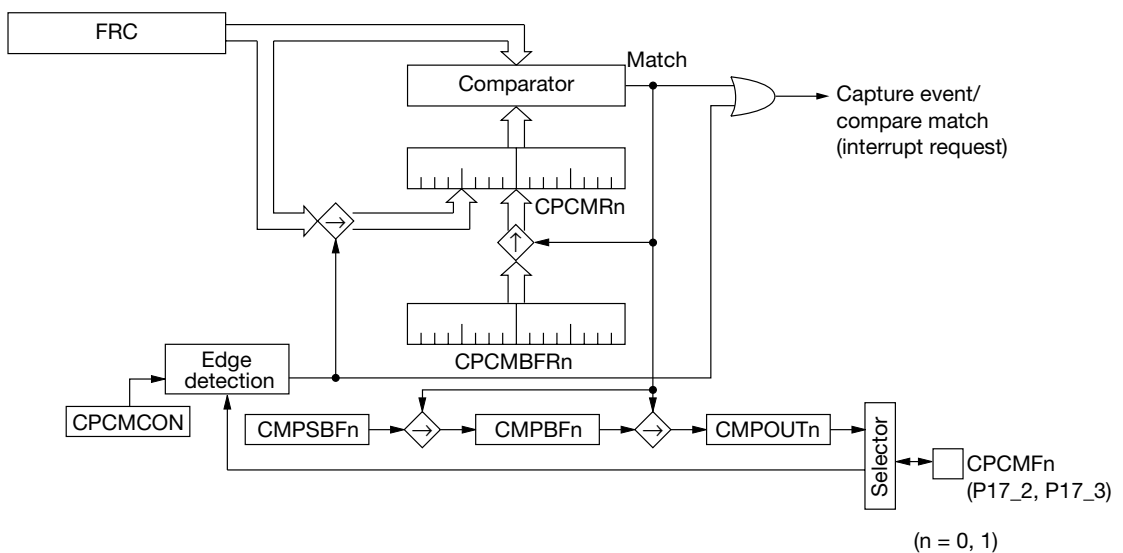 FRC
Match
Comparator
Capture event/
compare match
(interrupt request)
CPCMRn
CPCMBFRn
Edge
detection
CPCMCON
CMPSBFn
CMPBFn
CMPOUTn
Selector
CPCMFn
(P17_2, P17_3)
(n = 0, 1)